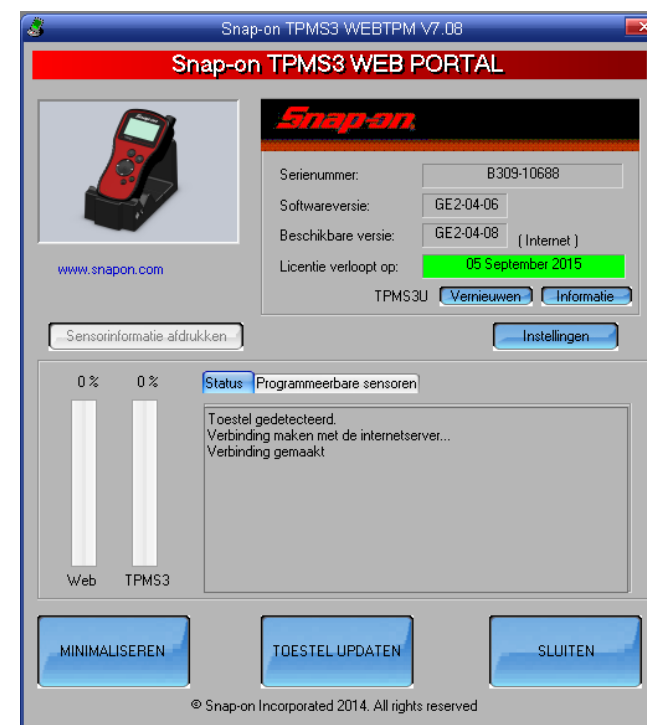 Snap-on TPMS3 WEBTPM V7.08
Snap-on TPMS3 WEB PORTAL
Snap-on
Serienummer: B309-10688
Softwareversie: GE2-04-06
Beschikbare versie: GE2-04-08 ( Internet )
www.snapon.com
Licentie verloopt op: 05 September 2015
TPMS3U Vernieuwen Informatie
Sensorinformatie afdrukken Instellingen
0 % 0 % Status Programmeerbare sensoren
Toestel gedetecteerd.
Verbinding maken met de internetserver...
Verbinding gemaakt
Web TPMS3
MINIMALISEREN TOESTEL UPDATEN SLUITEN
© Snap-on Incorporated 2014. All rights reserved